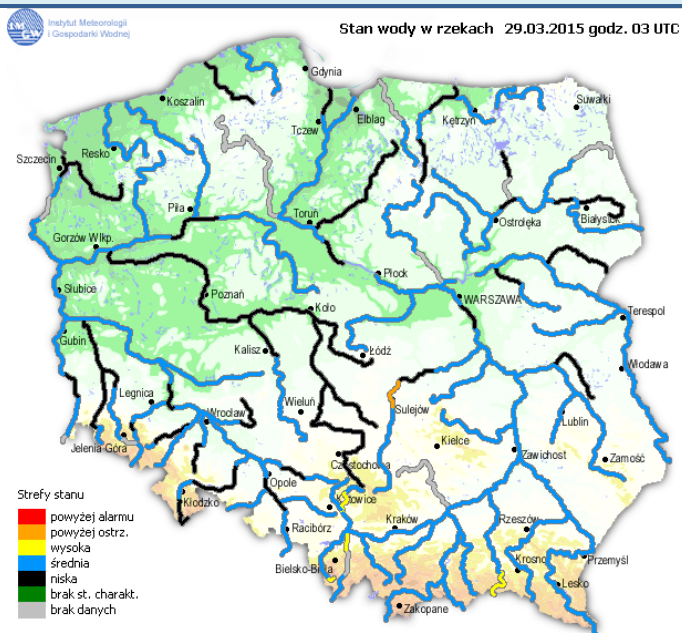 IMGW
Instytut Meteorologii
i Gospodarki Wodnej
Stan wody w rzekach 29.03.2015 godz. 03 UTC
Gdynia
Koszalin
Suwałki
Tczew
Elbląg
Kętrzyn
Resko
Szczecin
Piła
Toruń
Ostrołęka
Białystok
Gorzów Wlkp.
Płock
Słubice
Poznań
WARSZAWA
Koło
Terespol
Gubin
Kalisz
Łódź
Włodawa
Legnica
Wieluń
Sulejów
Wrocław
Lublin
Jelenia-Góra
Kielce
Zawichost
Zamość
Częstochowa
Opole
Kłodzko
Katowice
Kraków
Rzeszów
Racibórz
Bielsko-Biała
Krosno
Przemyśl
Lesko
Zakopane
Strefy stanu
powyżej alarmu
powyżej ostrz.
wysoka
średnia
niska
brak st. charakt.
brak danych